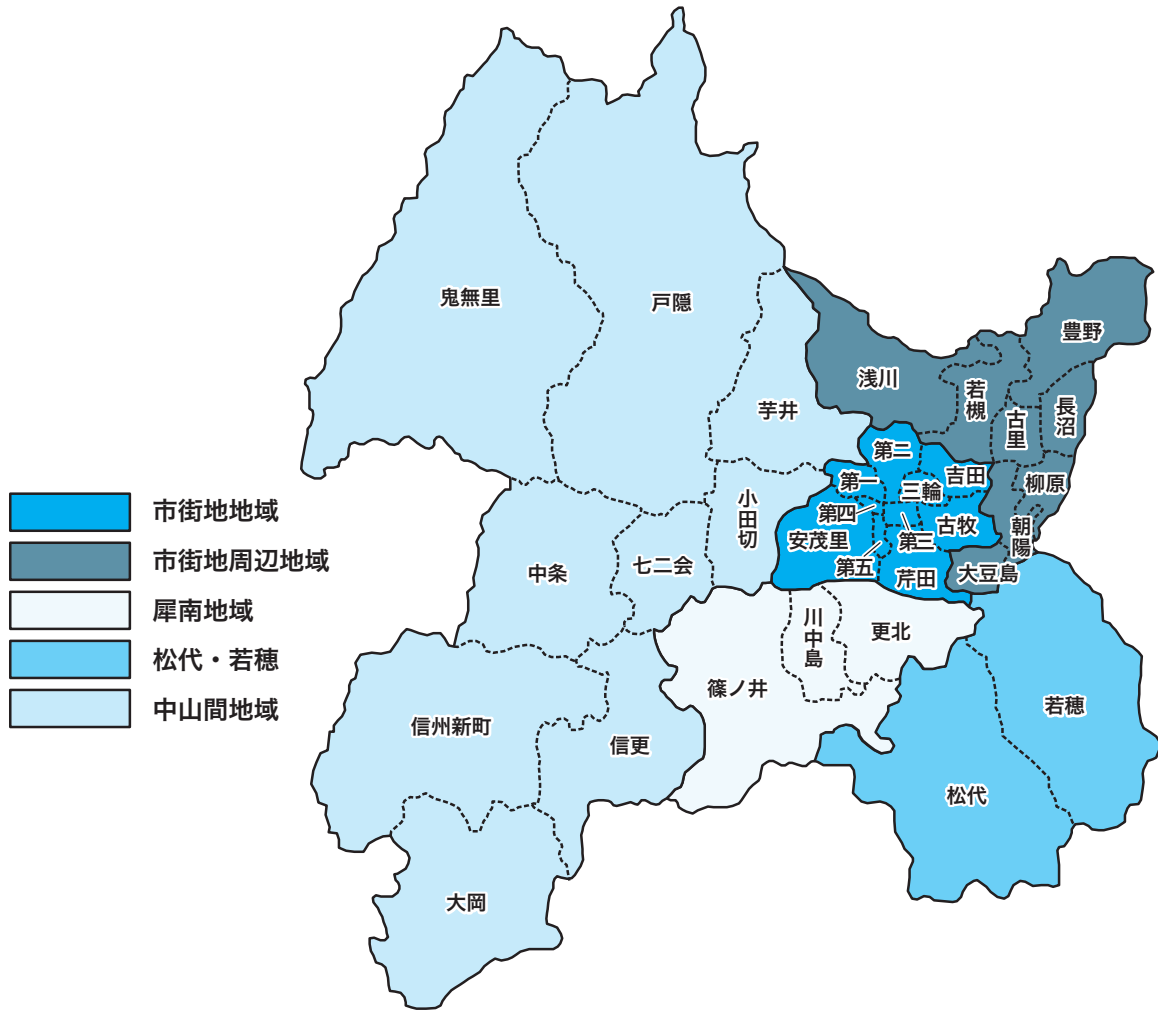 鬼無里
戸隠
豊野
浅川
若槻
芋井
古里
長沼
第二
吉田
柳原
第一
三輪
小田切
第四
古牧
朝陽
安茂里
第三
第五
大豆島
芹田
中条
七二会
川中島
更北
篠ノ井
若穂
信州新町
信更
松代
大岡
市街地地域
市街地周辺地域
犀南地域
松代・若穂
中山間地域